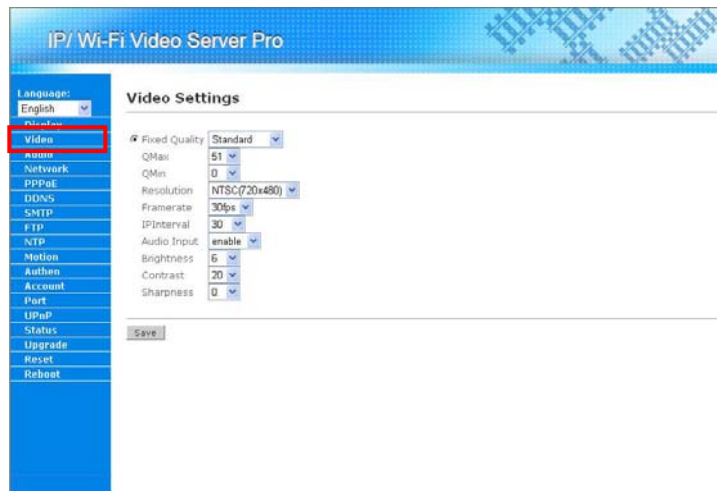 IP/ Wi-Fi Video Server Pro
Language:
English
Display
Video
Audio
Network
PPPoE
DDNS
SMTP
FTP
NTP
Motion
Authen
Account
Port
UPnP
Status
Upgrade
Reset
Reboot
Video Settings
Fixed Quality Standard
QMax 51
QMin 0
Resolution NTSC(720x480)
Framerate 30fps
IPInterval 30
Audio Input enable
Brightness 6
Contrast 20
Sharpness 0
Save